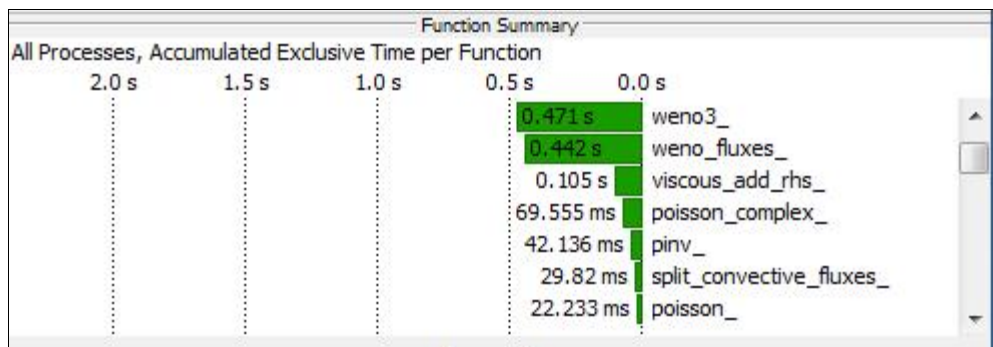 Function Summary
All Processes, Accumulated Exclusive Time per Function
2.0 s 1.5 s 1.0 s 0.5 s 0.0 s
0.471 s weno3_
0.442 s weno_fluxes_
0.105 s viscous_add_rhs_
69.555 ms poisson_complex_
42.136 ms pinv_
29.82 ms split_convective_fluxes_
22.233 ms poisson_